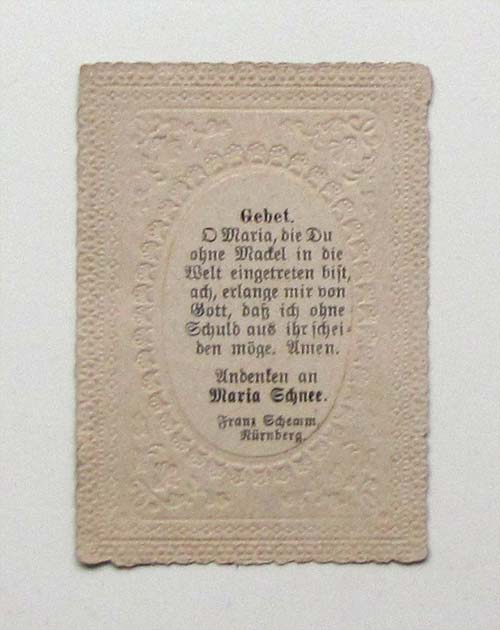 Gebet.
O Maria, die Du
ohne Mackel in die
Welt eingetreten bist,
ach, erlange mir von
Gott, daß ich ohne
Schuld aus ihr schei-
den möge. Amen.
Andenken an
Maria Schnee.
Franz Schemm,
Nürnberg.